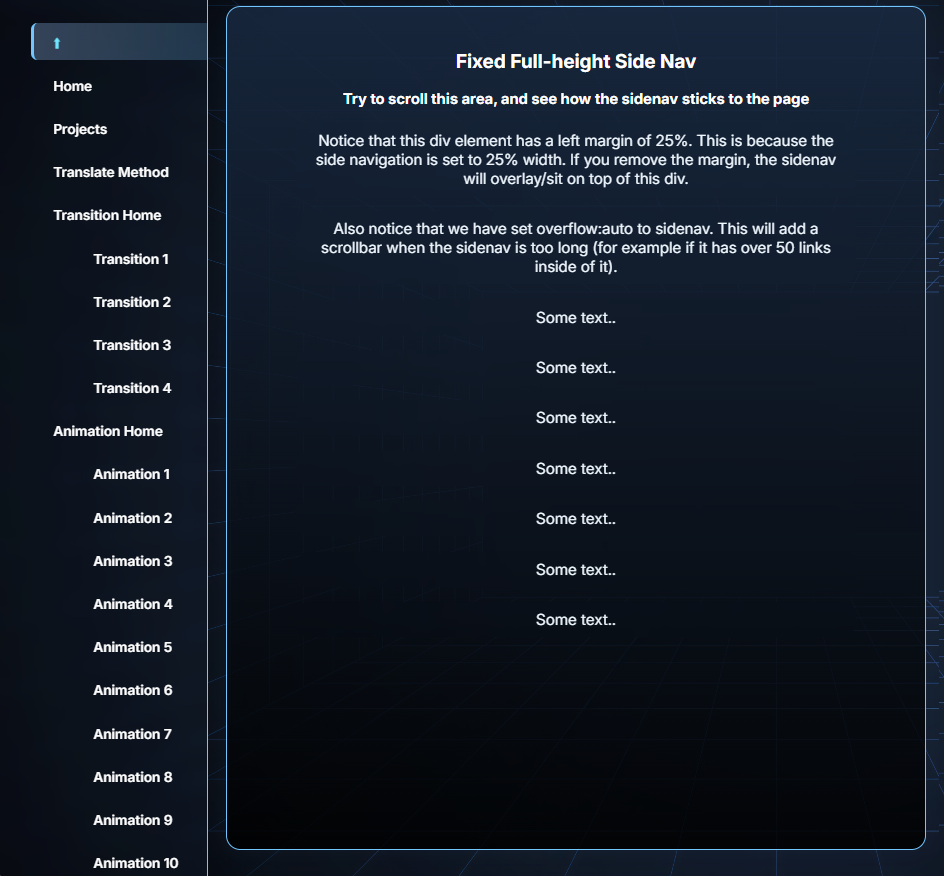 ⬆
Home
Projects
Translate Method
Transition Home
Transition 1
Transition 2
Transition 3
Transition 4
Animation Home
Animation 1
Animation 2
Animation 3
Animation 4
Animation 5
Animation 6
Animation 7
Animation 8
Animation 9
Animation 10
Fixed Full-height Side Nav
Try to scroll this area, and see how the sidenav sticks to the page
Notice that this div element has a left margin of 25%. This is because the
side navigation is set to 25% width. If you remove the margin, the sidenav
will overlay/sit on top of this div.
Also notice that we have set overflow:auto to sidenav. This will add a
scrollbar when the sidenav is too long (for example if it has over 50 links
inside of it).
Some text..
Some text..
Some text..
Some text..
Some text..
Some text..
Some text..